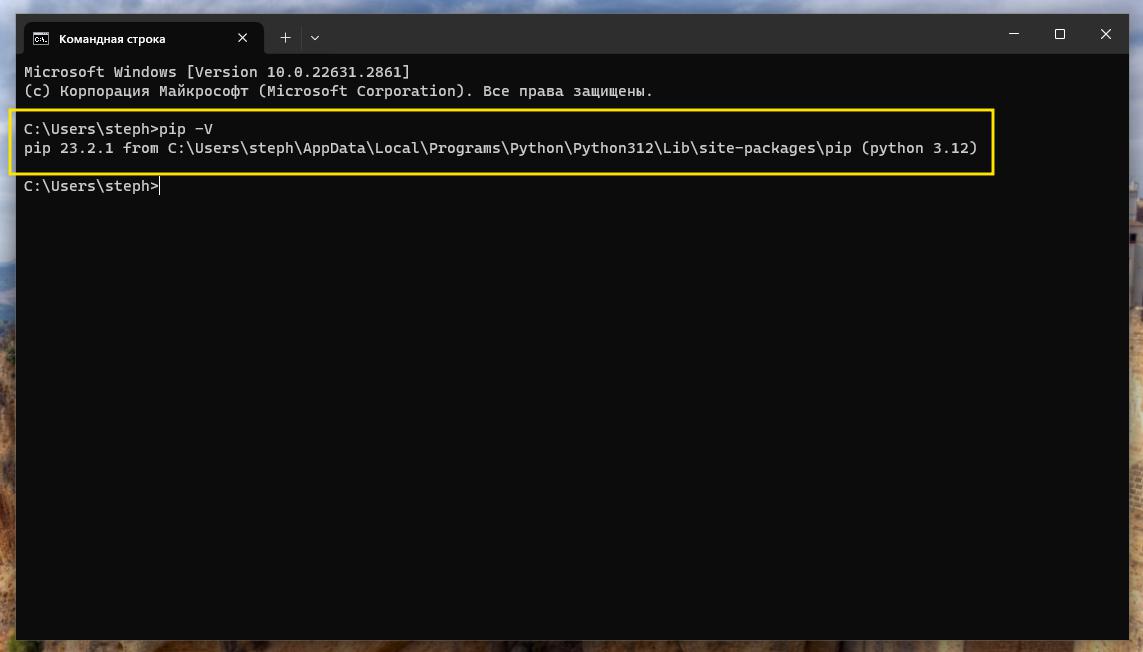 Командная строка
Microsoft Windows [Version 10.0.22631.2861]
(c) Корпорация Майкрософт (Microsoft Corporation). Все права защищены.
C:\Users\steph>pip -V
pip 23.2.1 from C:\Users\steph\AppData\Local\Programs\Python\Python312\Lib\site-packages\pip (python 3.12)
C:\Users\steph>